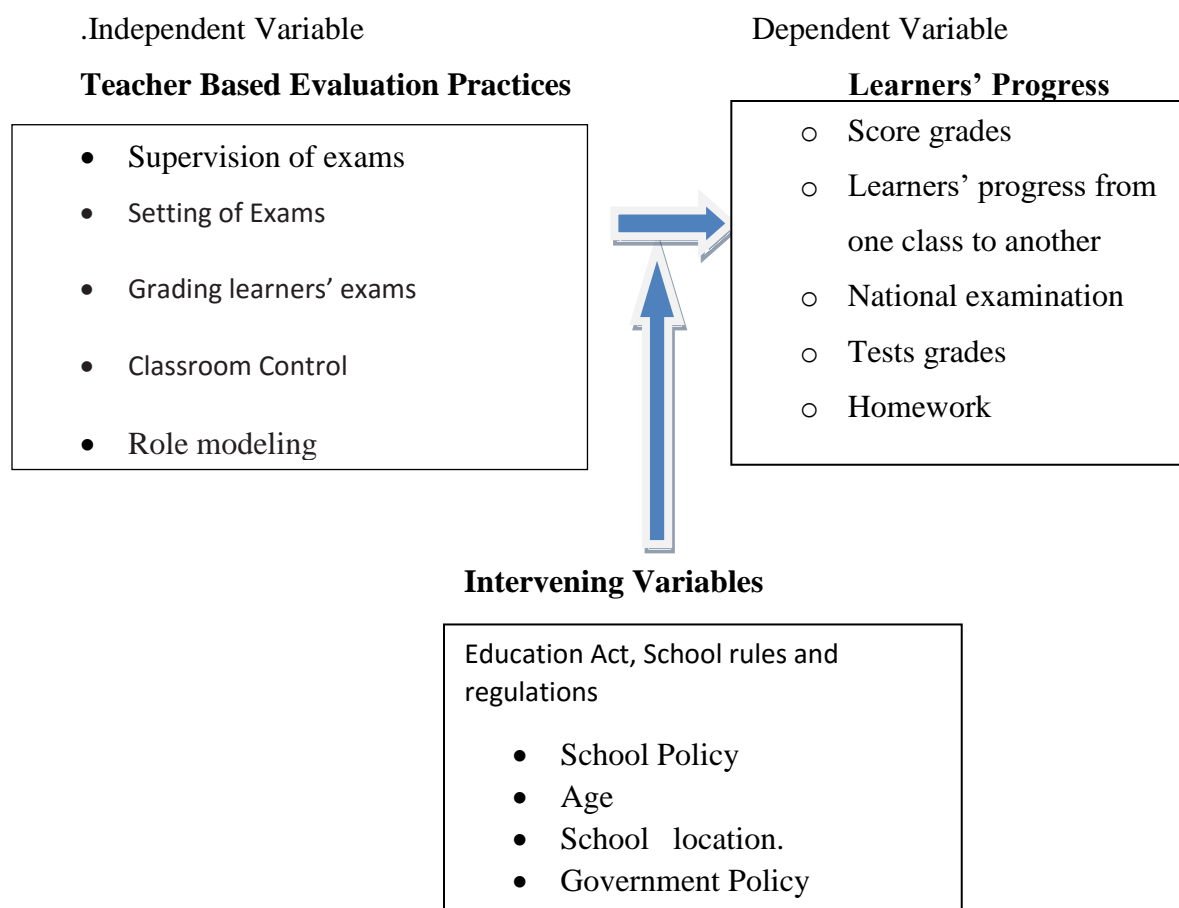 .Independent Variable
Dependent Variable
Teacher Based Evaluation Practices
Learners’ Progress
• Supervision of exams
• Setting of Exams
• Grading learners’ exams
• Classroom Control
• Role modeling
o Score grades
o Learners’ progress from
one class to another
o National examination
o Tests grades
o Homework
Intervening Variables
Education Act, School rules and
regulations
• School Policy
• Age
• School location.
• Government Policy